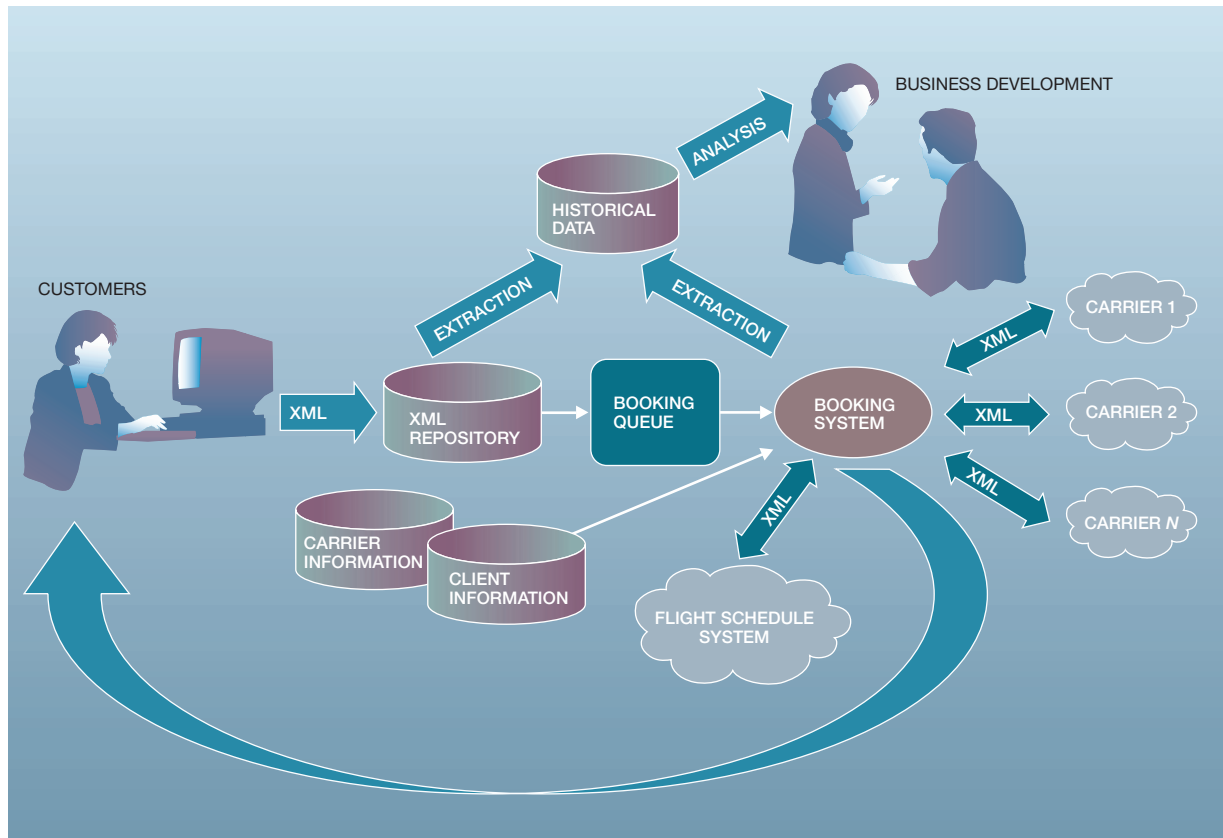 BUSINESS DEVELOPMENT
ANALYSIS
HISTORICAL
DATA
CUSTOMERS
EXTRACTION
EXTRACTION
CARRIER 1
XML
XML
XML
REPOSITORY
BOOKING
QUEUE
BOOKING
SYSTEM
XML
CARRIER 2
XML
CARRIER N
XML
CARRIER
INFORMATION
CLIENT
INFORMATION
FLIGHT SCHEDULE
SYSTEM